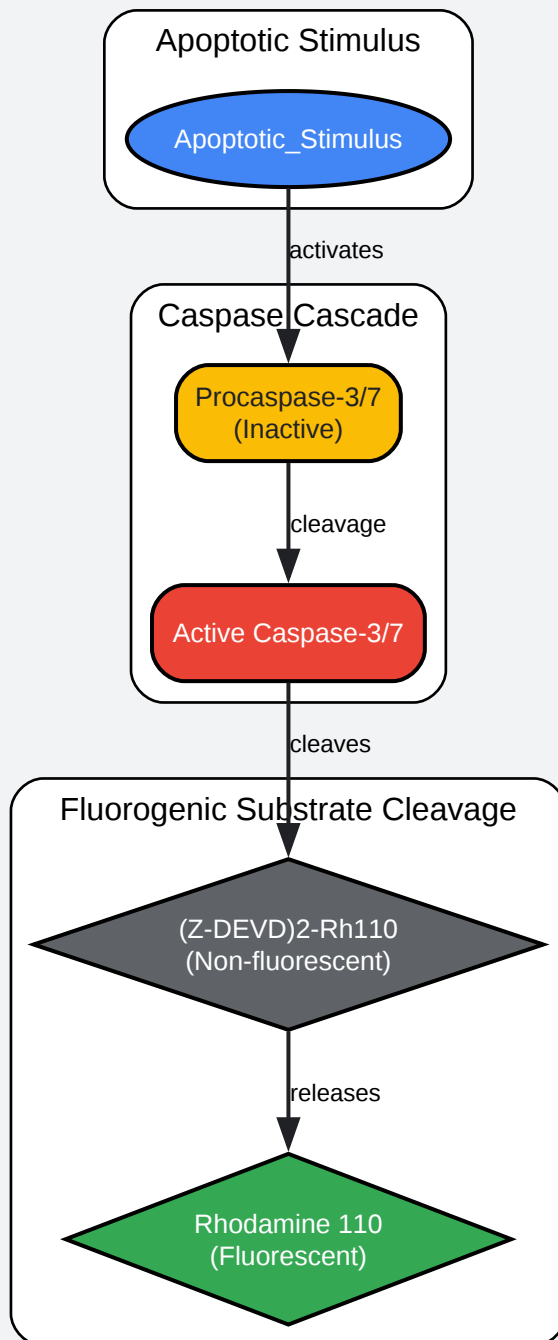 Apoptotic Stimulus
Apoptotic_Stimulus
activates
Caspase Cascade
Procaspase-3/7
(Inactive)
cleavage
Active Caspase-3/7
cleaves
Fluorogenic Substrate Cleavage
(Z-DEVD)2-Rh110
(Non-fluorescent)
releases
Rhodamine 110
(Fluorescent)